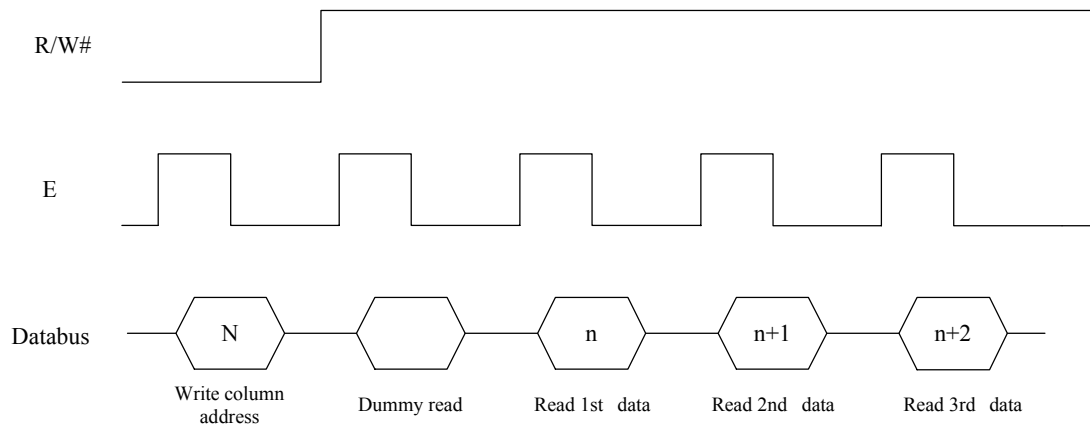 R/W#
E
Databus
N
n
n+1
n+2
Write column
address
Dummy read
Read 1st data
Read 2nd data
Read 3rd data